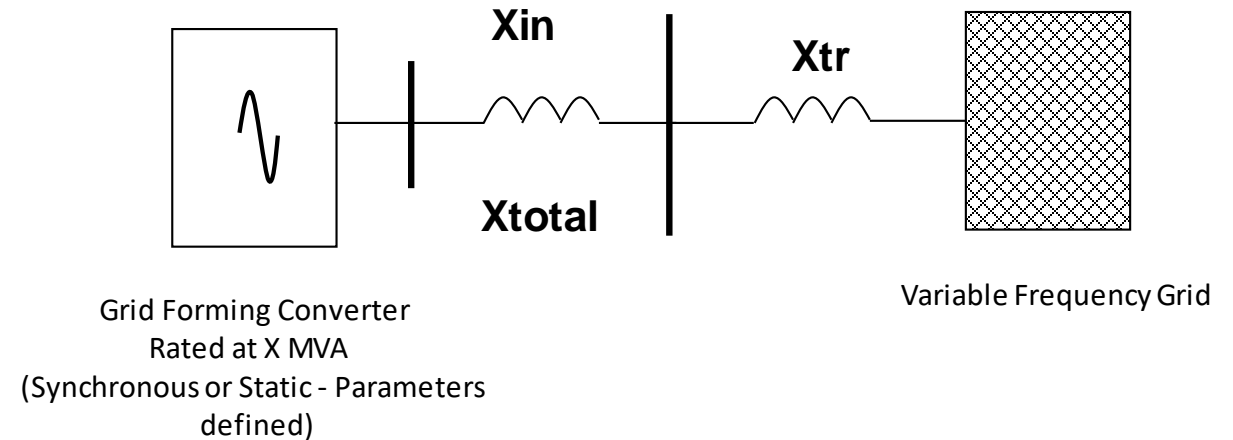 Xin
Xtr
Xtotal
Grid Forming Converter
Rated at X MVA
(Synchronous or Static - Parameters
defined)
Variable Frequency Grid